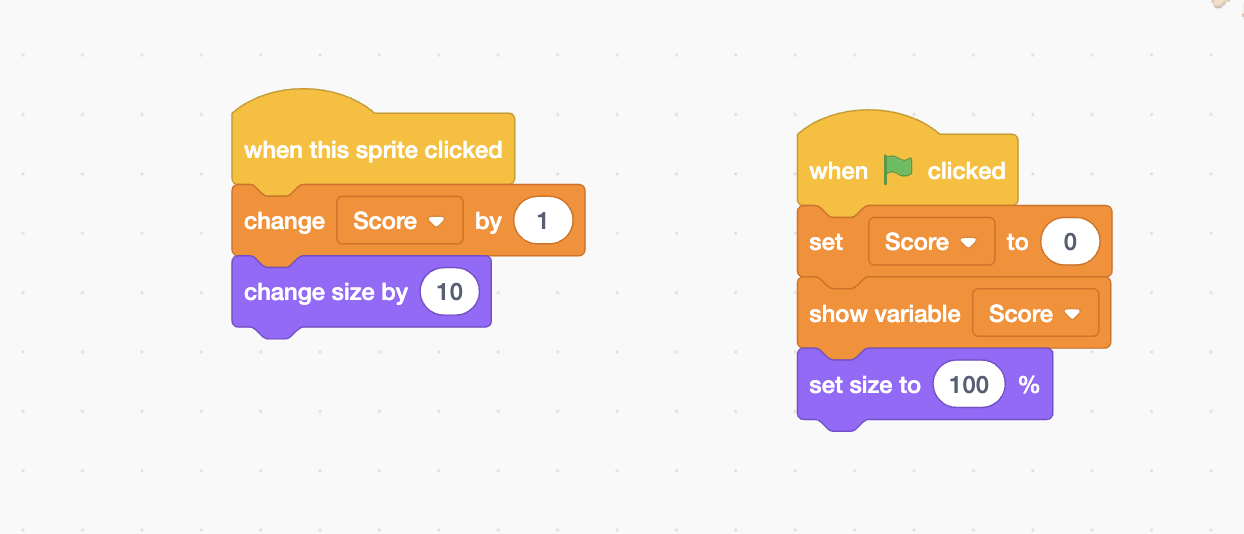 when this sprite clicked
change Score by 1
change size by 10
when clicked
set Score to 0
show variable Score
set size to 100 %